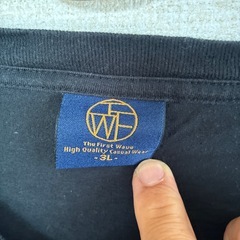 TWF
The First Wave
High Quality Casual Wear
- 3L -